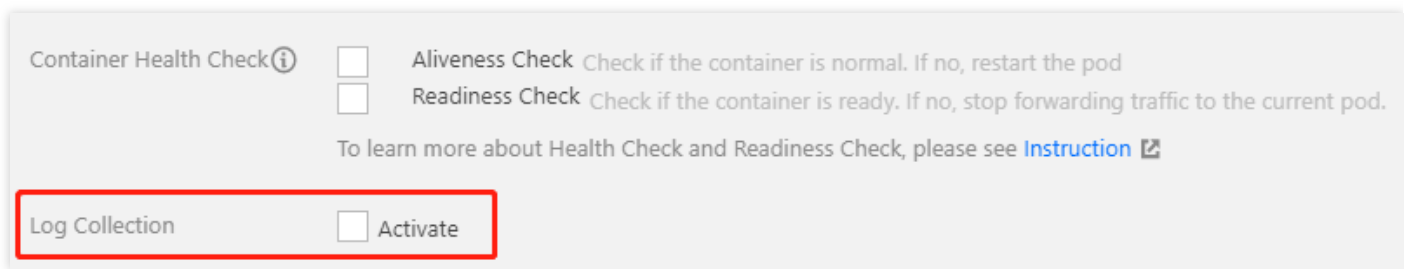 Container Health Check Aliveness Check Check if the container is normal. If no, restart the pod
Readiness Check Check if the container is ready. If no, stop forwarding traffic to the current pod.
To learn more about Health Check and Readiness Check, please see Instruction
Log Collection Activate